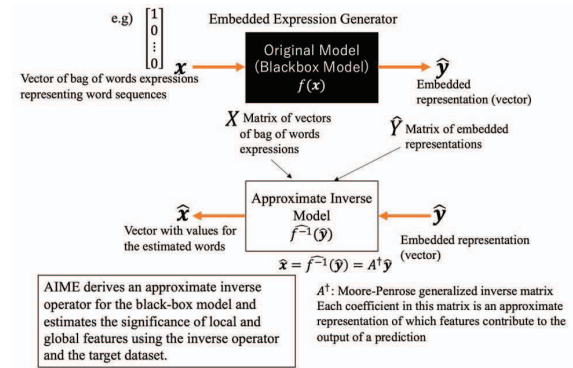 e.g)
[1 0 ⋮ 0]
Embedded Expression Generator
Original Model
(Blackbox Model)
f(x)
x
ŷ
Vector of bag of words expressions
representing word sequences
Embedded
representation (vector)
X Matrix of vectors
of bag of words
expressions
Ŷ Matrix of embedded
representations
Approximate Inverse
Model
f̂⁻¹(ŷ)
x̂
ŷ
Vector with values for
the estimated words
Embedded representation
(vector)
x̂ = f̂⁻¹(ŷ) = A†ŷ
AIME derives an approximate inverse
operator for the black-box model and
estimates the significance of local and
global features using the inverse operator
and the target dataset.
A†: Moore-Penrose generalized inverse matrix
Each coefficient in this matrix is an approximate
representation of which features contribute to the
output of a prediction